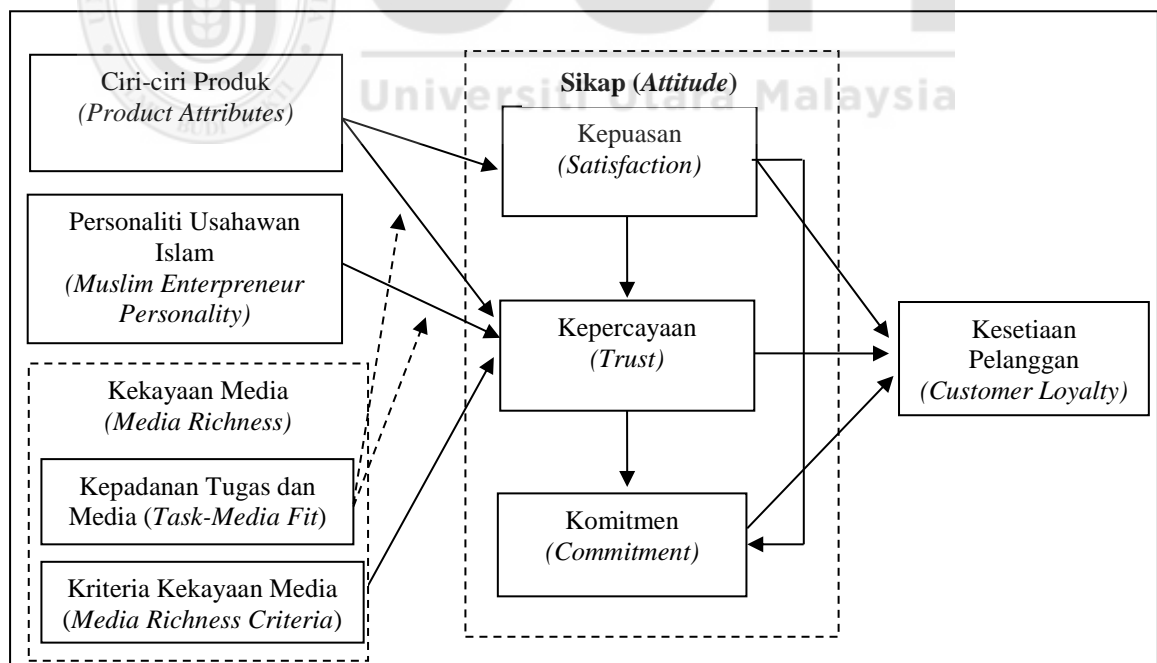 Ciri-ciri Produk
(Product Attributes)
Personaliti Usahawan
Islam
(Muslim Enterpreneur
Personality)
Kekayaan Media
(Media Richness)
Kepadanan Tugas dan
Media (Task-Media Fit)
Kriteria Kekayaan Media
(Media Richness Criteria)
Universiti Utara Malaysia
Sikap (Attitude)
Kepuasan
(Satisfaction)
Kepercayaan
(Trust)
Komitmen
(Commitment)
Kesetiaan
Pelanggan
(Customer Loyalty)